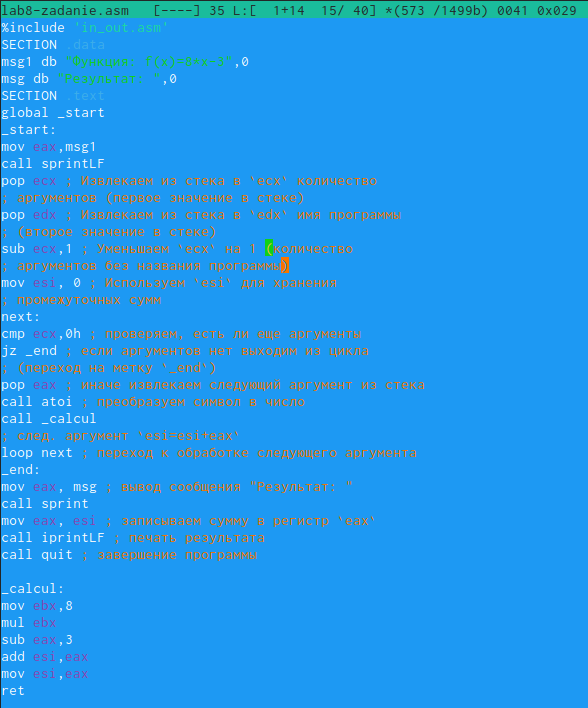 lab8-zadanie.asm [----] 35 L:[ 1+14 15/ 40] *(573 /1499b) 0041 0x029
%include 'in_out.asm'
SECTION .data
msg1 db "Функция: ",0
msg db "Результат: ",0
SECTION .text
global _start
_start:
mov eax,msg1
call sprintLF
pop ecx ; Извлекаем из стека в `ecx` количество
; аргументов (первое значение в стеке)
pop edx ; Извлекаем из стека в `edx` имя программы
; (второе значение в стеке)
sub ecx,1 ; Уменьшаем `ecx` на 1 (количество
; аргументов без названия программы)
mov esi, 0 ; Используем `esi` для хранения
; промежуточных сумм
next:
cmp ecx,0h ; проверяем, есть ли еще аргументы
jz _end ; если аргументов нет выходим из цикла
; (переход на метку `_end`)
pop eax ; иначе извлекаем следующий аргумент из стека
call atoi ; преобразуем символ в число
call _calcul
; след. аргумент `esi=esi+eax`
loop next ; переход к обработке следующего аргумента
_end:
mov eax, msg ; вывод сообщения "Результат: "
call sprint
mov eax, esi ; записываем сумму в регистр `eax`
call iprintLF ; печать результата
call quit ; завершение программы
_calcul:
mov ebx,8
mul ebx
sub eax,3
add esi,eax
mov esi,eax
ret